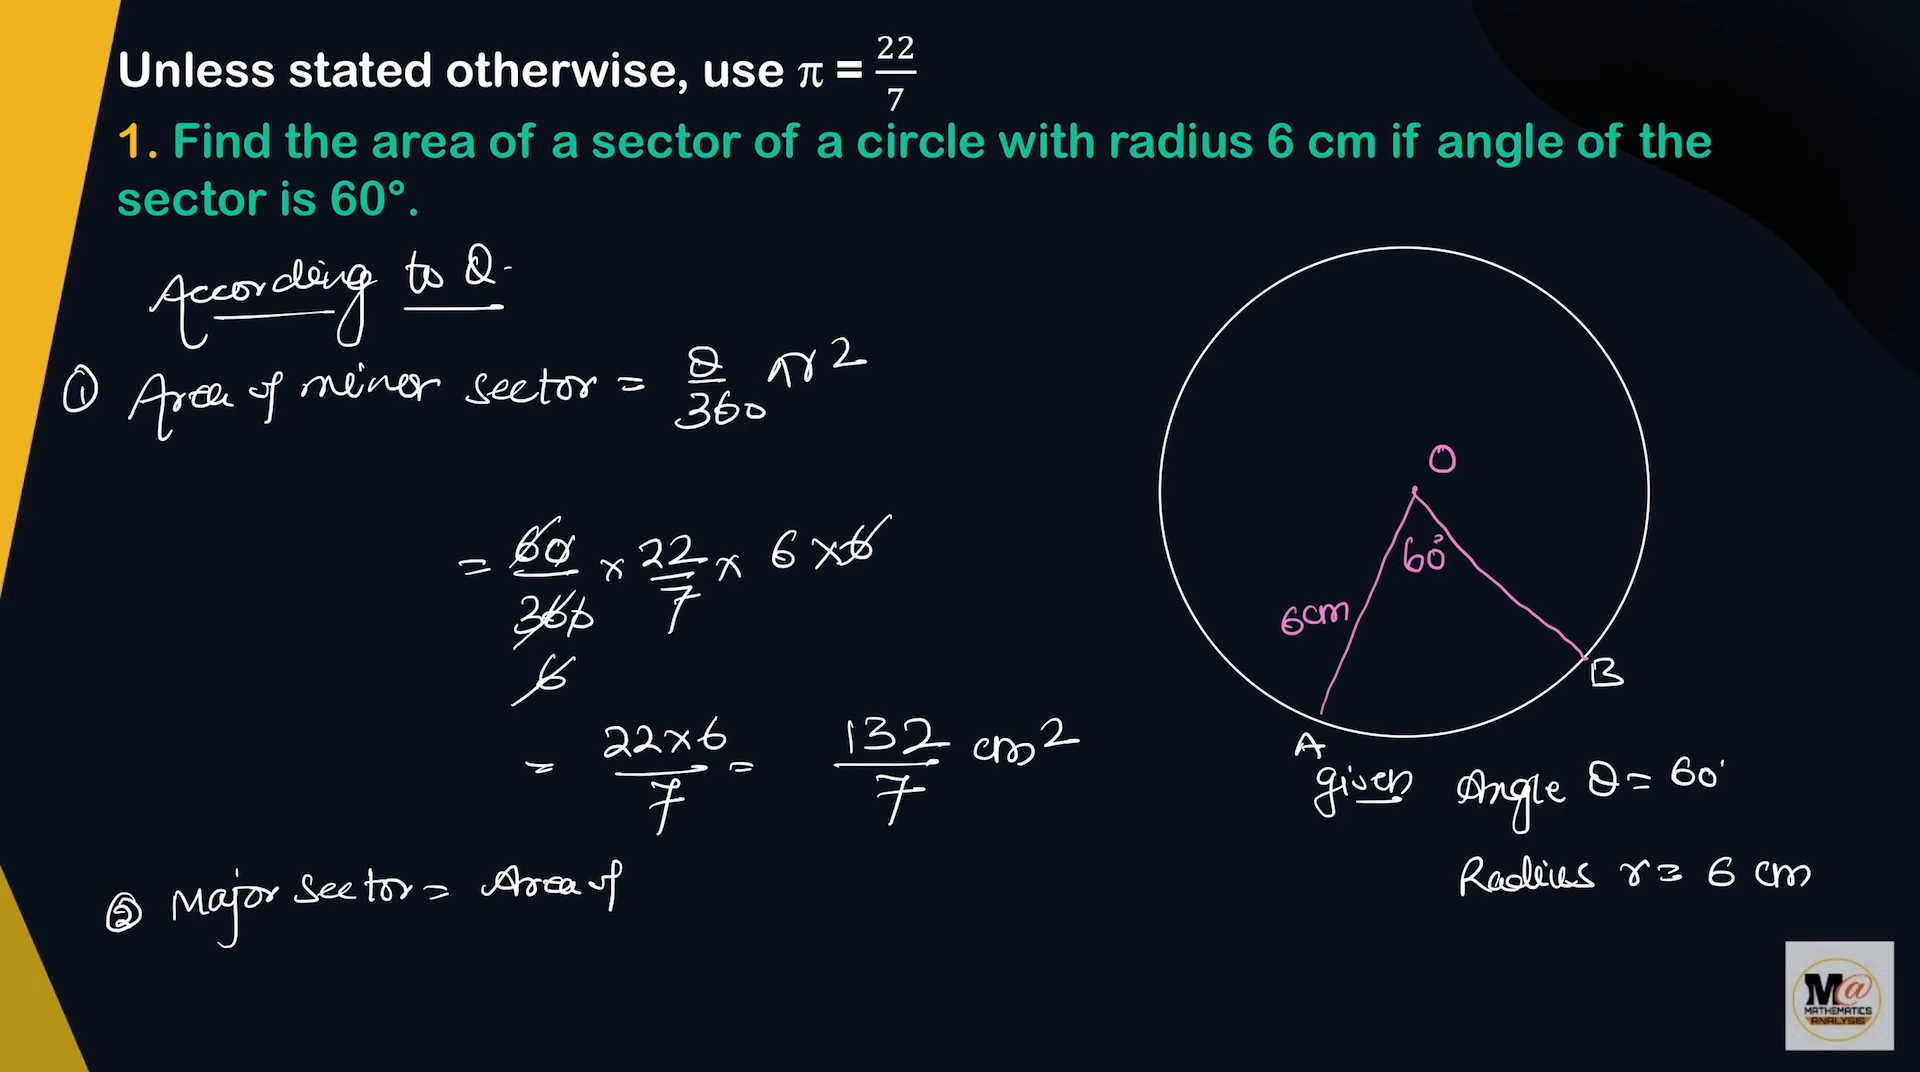 Unless stated otherwise, use π = 22/7
1. Find the area of a sector of a circle with radius 6 cm if angle of the
sector is 60°.
According to Q.
① Area of minor sector = θ/360 πr²
= 60/360 × 22/7 × 6 × 6
6
= 22×6/7 = 132/7 cm²
② Major sector = Area of
O
60°
6cm
B
A
given Angle θ = 60°
Radius r = 6 cm
M@
MATHEMATICS
ANALYSIS